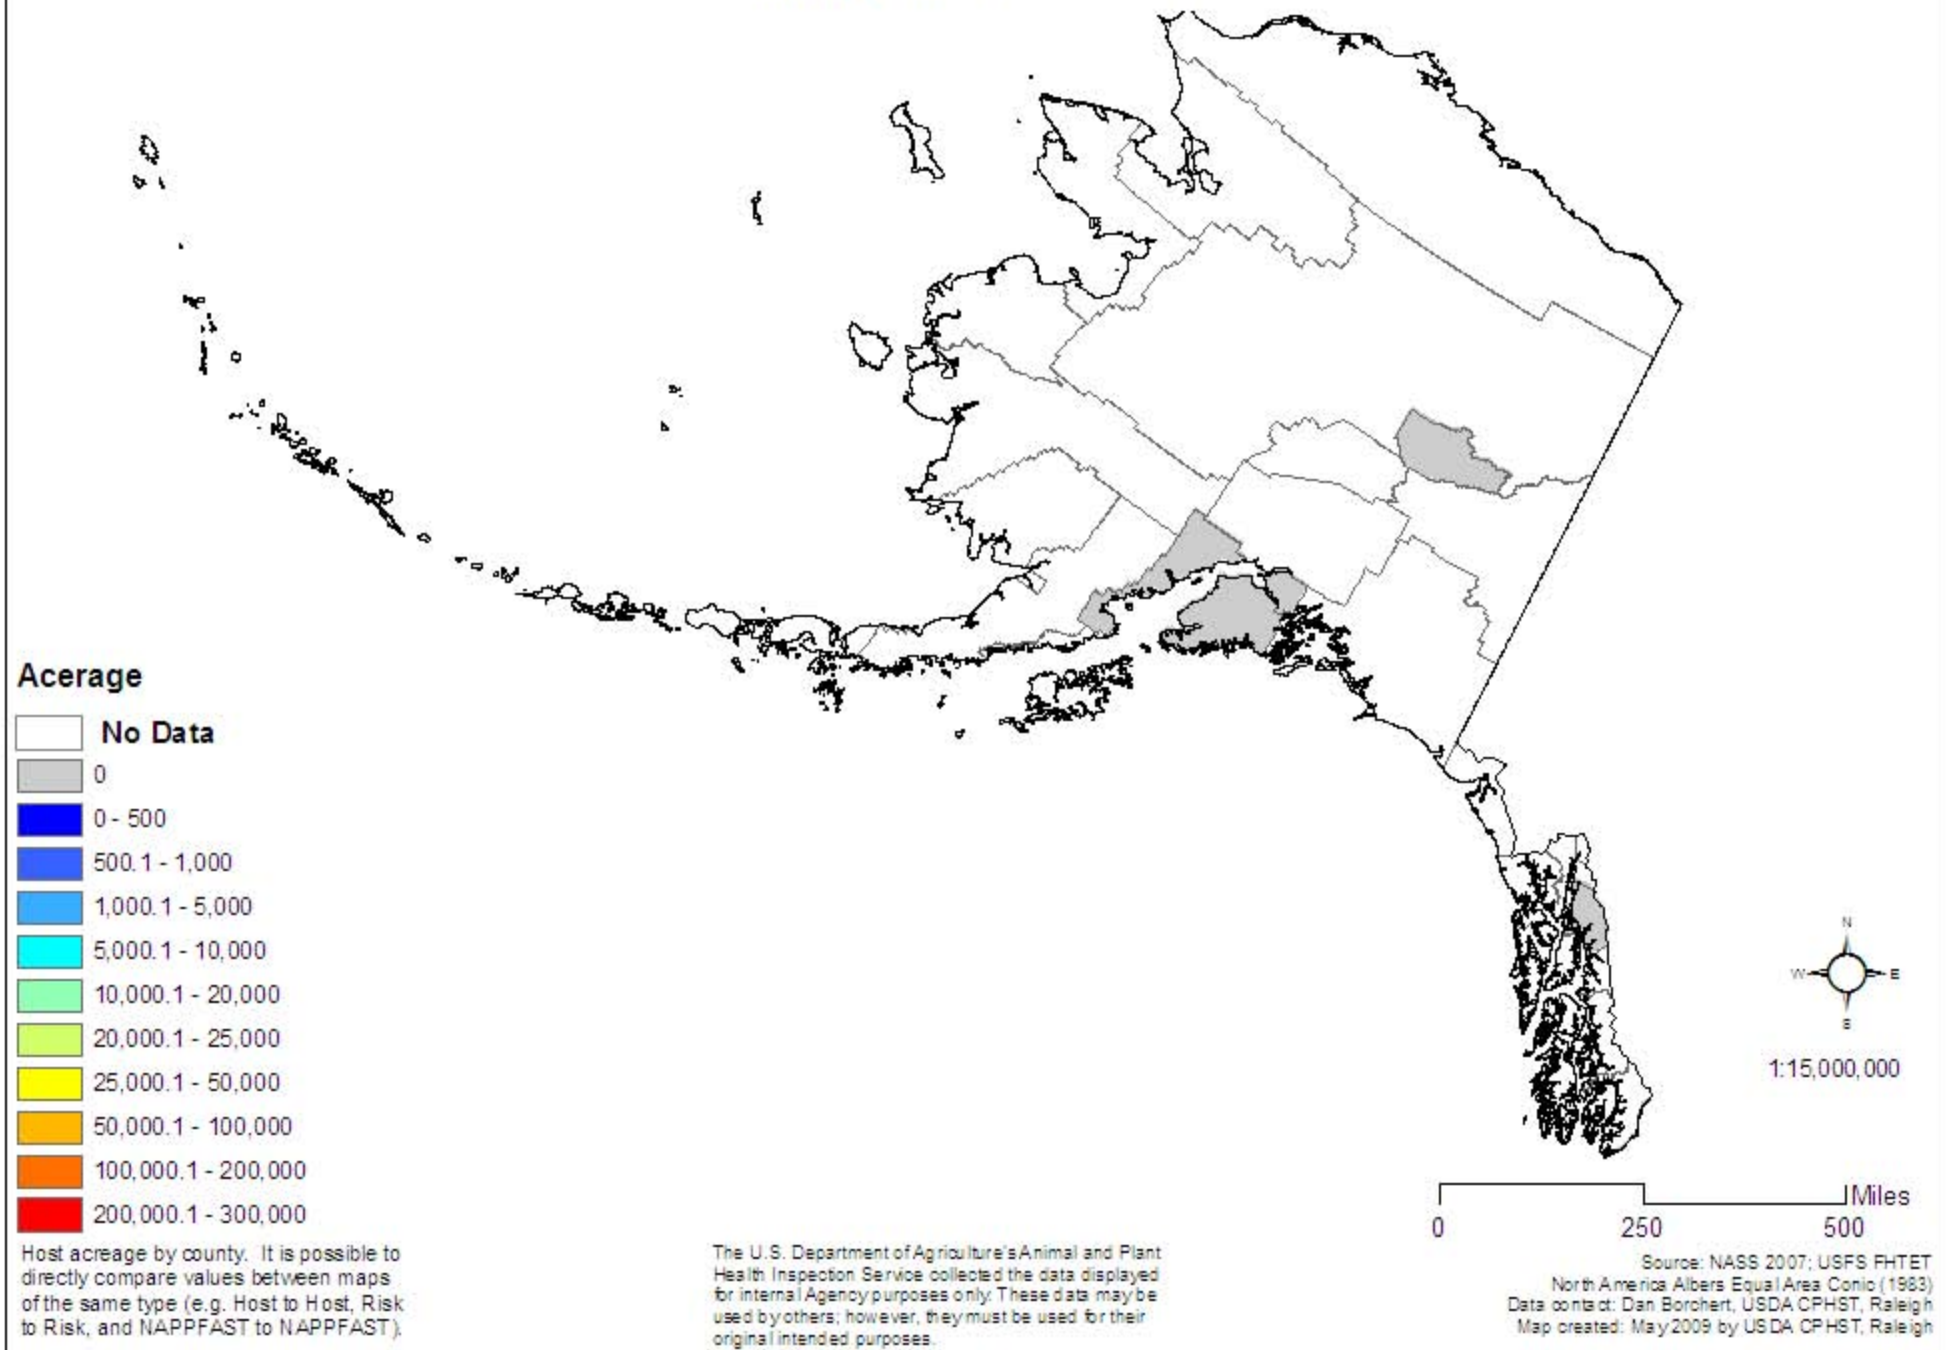 Acerage
No Data
0
0 - 500
500.1 - 1,000
1,000.1 - 5,000
5,000.1 - 10,000
10,000.1 - 20,000
20,000.1 - 25,000
25,000.1 - 50,000
50,000.1 - 100,000
100,000.1 - 200,000
200,000.1 - 300,000
Host acreage by county. It is possible to
directly compare values between maps
of the same type (e.g. Host to Host, Risk
to Risk, and NAPPFAST to NAPPFAST).
The U.S. Department of Agriculture's Animal and Plant
Health Inspection Service collected the data displayed
for internal Agency purposes only. These data may be
used by others; however, they must be used for their
original intended purposes.
N
W E
S
1:15,000,000
Miles
0 250 500
Source: NASS 2007; USFS FHTET
North America Albers Equal Area Conic (1983)
Data contact: Dan Borchert, USDA CPHST, Raleigh
Map created: May 2009 by USDA CPHST, Raleigh